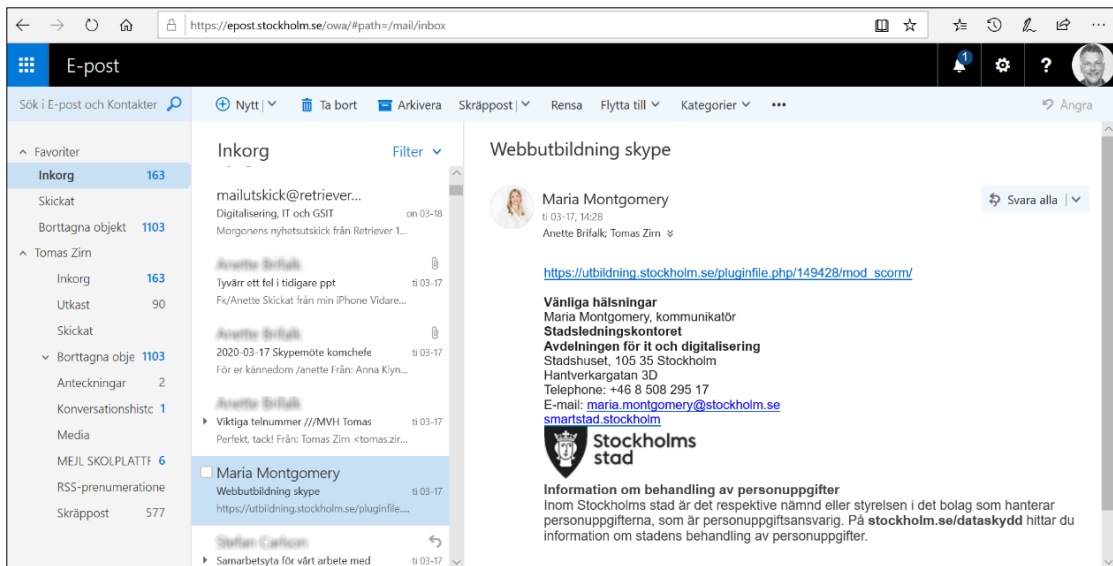 https://epost.stockholm.se/owa/#path=/mail/inbox
E-post
1
?
Sök i E-post och Kontakter
Nytt
Ta bort
Arkivera
Skräppost
Rensa
Flytta till
Kategorier
Ångra
Favoriter
Inkorg 163
Skickat
Borttagna objekt 1103
Tomas Zirn
Inkorg 163
Utkast 90
Skickat
Borttagna obje 1103
Anteckningar 2
Konversationshistc 1
Media
MEJL SKOLPLATTF 6
RSS-prenumeratione
Skräppost 577
Inkorg Filter
mailutskick@retriever...
Digitalisering, IT och GSIT on 03-18
Morgonens nyhetsutskick från Retriever 1...
Tyvärr ett fel i tidigare ppt ti 03-17
Fk/Anette Skickat från min iPhone Vidare...
2020-03-17 Skypemöte komchefe ti 03-17
För er kännedom /anette Från: Anna Klyn...
Viktiga telnummer ///MVH Tomas ti 03-17
Perfekt, tack! Från: Tomas Zirn <tomas.zir...
Maria Montgomery
Webbutbildning skype ti 03-17
https://utbildning.stockholm.se/pluginfile....
Samarbetsyta för vårt arbete med ti 03-17
Webbutbildning skype
Maria Montgomery
ti 03-17, 14:28
Anette Brifalk; Tomas Zirn
Svara alla
https://utbildning.stockholm.se/pluginfile.php/149428/mod_scorm/
Vänliga hälsningar
Maria Montgomery, kommunikatör
Stadsledningskontoret
Avdelningen för it och digitalisering
Stadshuset, 105 35 Stockholm
Hantverkargatan 3D
Telephone: +46 8 508 295 17
E-mail: maria.montgomery@stockholm.se
smartstad.stockholm
Stockholms
stad
Information om behandling av personuppgifter
Inom Stockholms stad är det respektive nämnd eller styrelsen i det bolag som hanterar
personuppgifterna, som är personuppgiftsansvarig. På stockholm.se/dataskydd hittar du
information om stadens behandling av personuppgifter.